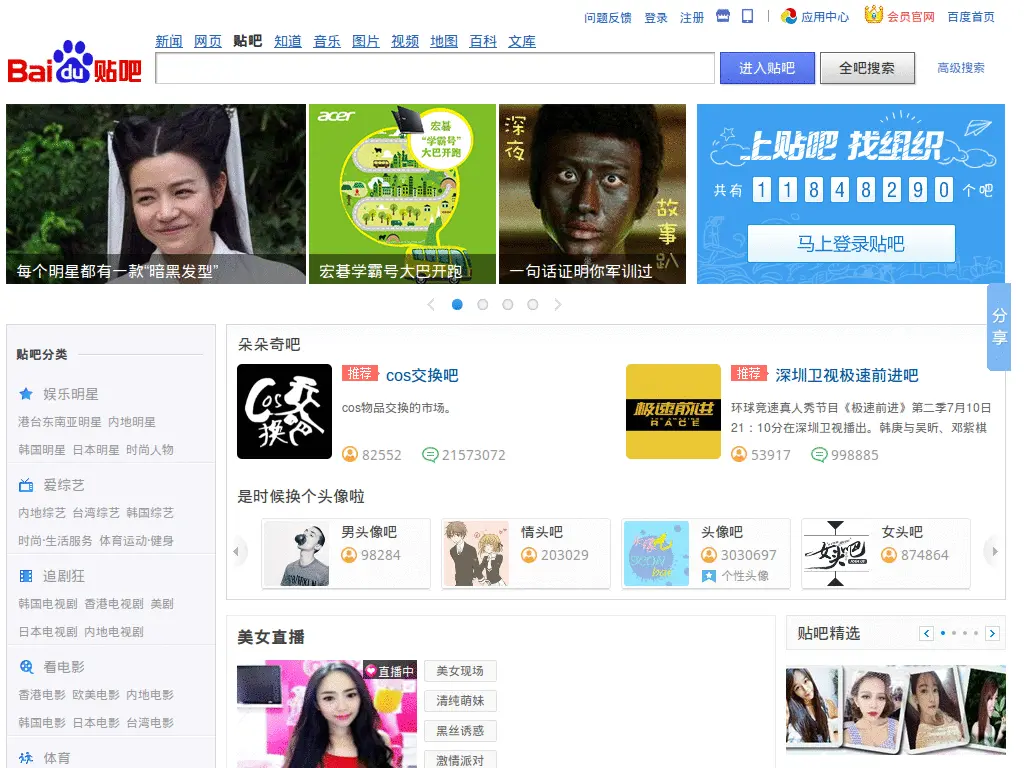 问题反馈 登录 注册 应用中心 会员官网 百度首页
新闻 网页 贴吧 知道 音乐 图片 视频 地图 百科 文库
Bai du 贴吧
进入贴吧 全吧搜索 高级搜索
每个明星都有一款“暗黑发型”
acer
宏碁
“学霸号”
大巴开跑
宏碁学霸号大巴开跑
深夜
故事趴
一句话证明你军训过
上贴吧 找组织
共有 1 1 8 4 8 2 9 0 个吧
马上登录贴吧
分享
贴吧分类
娱乐明星
港台东南亚明星 内地明星
韩国明星 日本明星 时尚人物
爱综艺
内地综艺 台湾综艺 韩国综艺
时尚·生活服务 体育运动·健身
追剧狂
韩国电视剧 香港电视剧 美剧
日本电视剧 内地电视剧
看电影
香港电影 欧美电影 内地电影
韩国电影 日本电影 台湾电影
体育
朵朵奇吧
cos交换吧
推荐 cos交换吧
cos物品交换的市场。
82552 21573072
极速前进
THE AMAZING
RACE
推荐 深圳卫视极速前进吧
环球竞速真人秀节目《极速前进》第二季7月10日
21：10分在深圳卫视播出。韩庚与吴昕、邓紫棋
53917 998885
是时候换个头像啦
男头像吧
98284
情头吧
203029
头像吧
3030697
个性头像
女头吧
女头吧
874864
美女直播
直播中
美女现场
清纯萌妹
黑丝诱惑
激情派对
贴吧精选